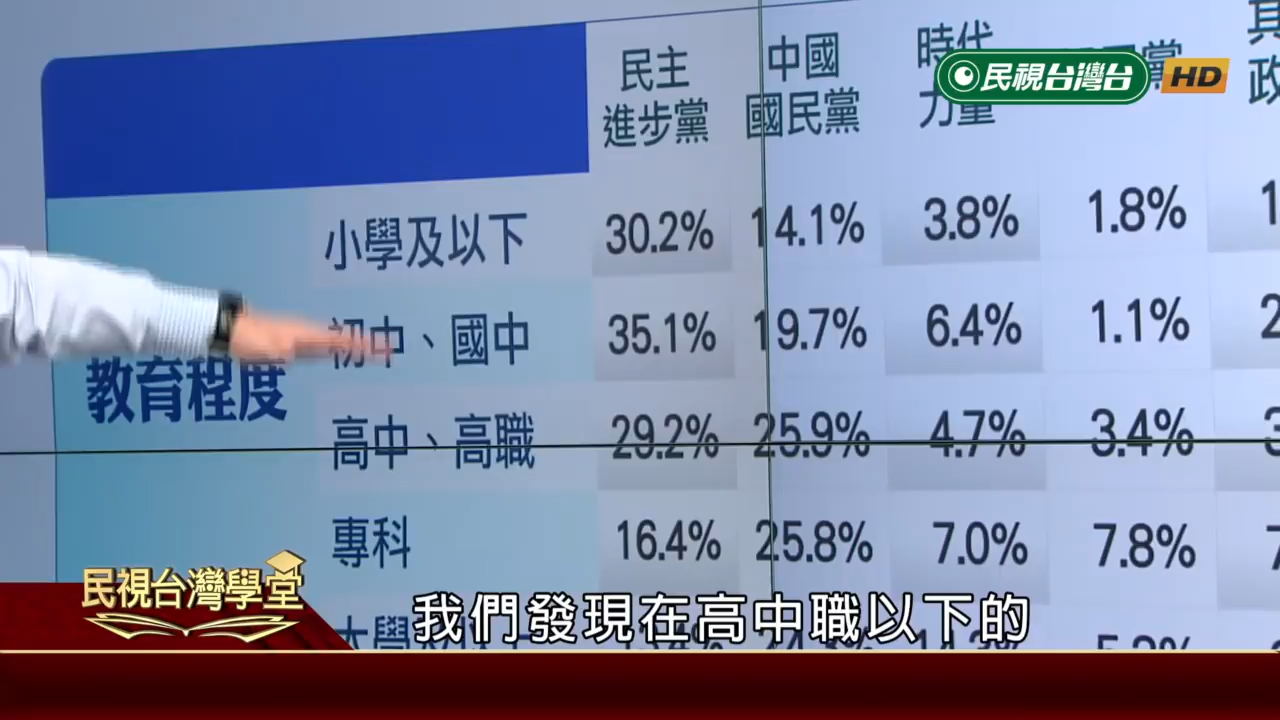 民主
進步黨
中國
國民黨
時代
力量
民視台灣台
HD
小學及以下
30.2%
14.1%
3.8%
1.8%
初中、國中
35.1%
19.7%
6.4%
1.1%
教育程度
高中、高職
29.2%
25.9%
4.7%
3.4%
專科
16.4%
25.8%
7.0%
7.8%
民視台灣學堂
我們發現在高中職以下的